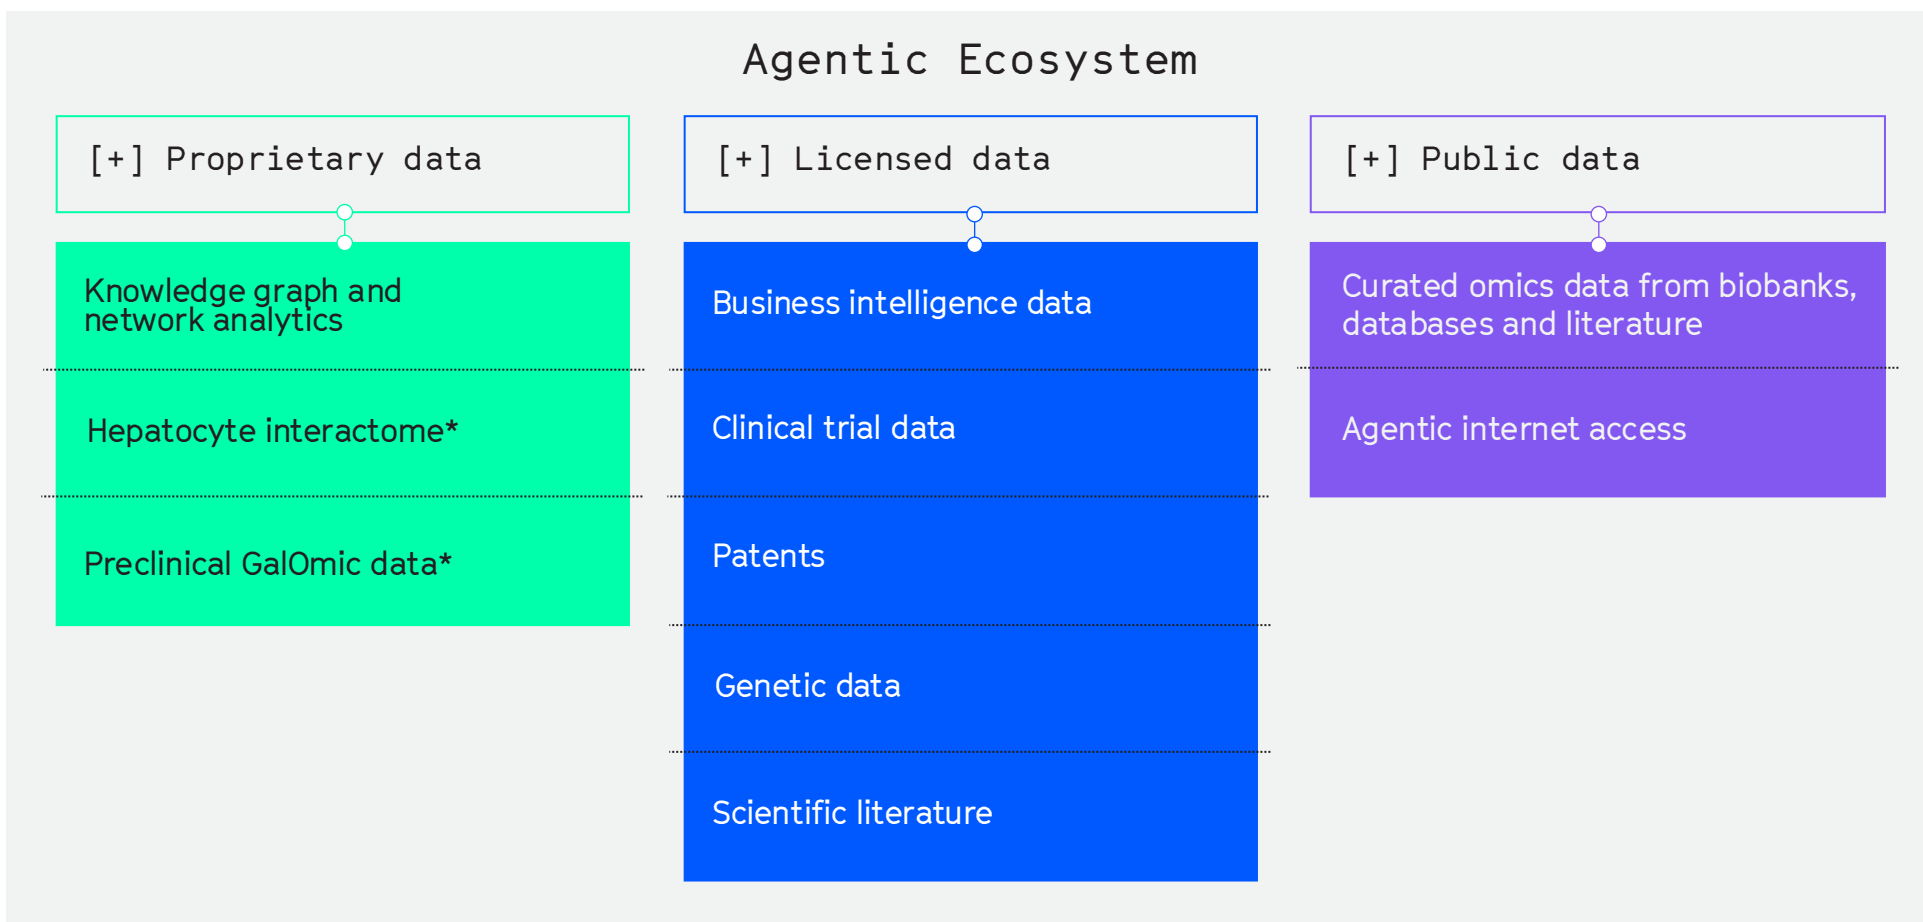 Agentic Ecosystem
[+] Proprietary data
Knowledge graph and
network analytics
Hepatocyte interactome*
Preclinical GalOmic data*
[+] Licensed data
Business intelligence data
Clinical trial data
Patents
Genetic data
Scientific literature
[+] Public data
Curated omics data from biobanks,
databases and literature
Agentic internet access